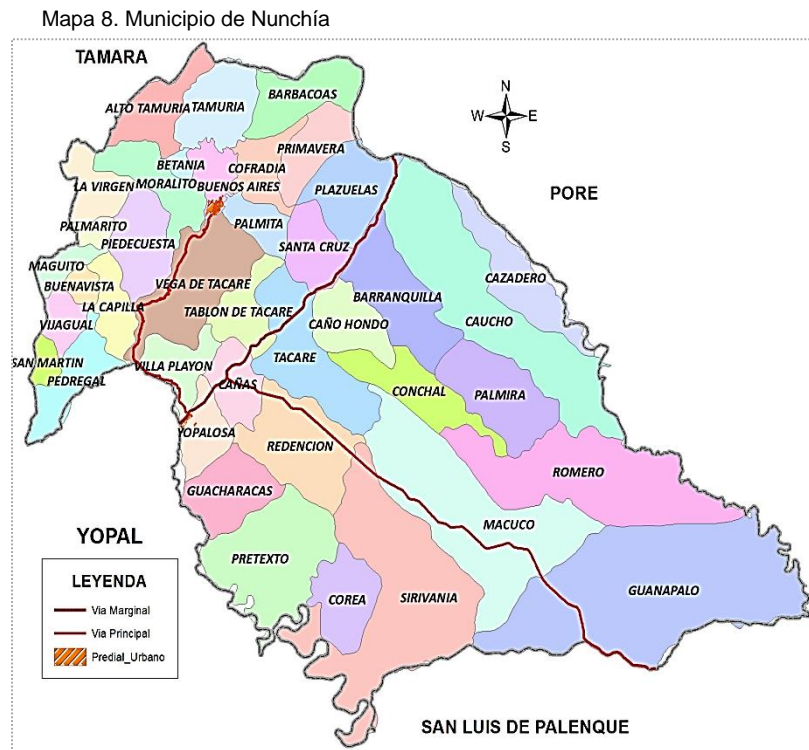 Mapa 8. Municipio de Nunchía
TAMARA
N
W E
S
BARBACOAS
ALTO TAMURIA
TAMURIA
PRIMAVERA
BETANIA
COFRADIA
LA VIRGEN
MORALITO
BUENOS AIRES
PLAZUELAS
PORE
PALMARITO
PIEDECUESTA
PALMITA
SANTA CRUZ
MAGUITO
CAZADERO
BUENAVISTA
VEGA DE TACARE
BARRANQUILLA
LA CAPILLA
TABLON DE TACARE
CAÑO HONDO
CAUCHO
VIJAGUAL
SAN MARTIN
VILLA PLAYON
TACARE
PEDREGAL
CAÑAS
CONCHAL
PALMIRA
YOPALOSA
REDENCION
ROMERO
GUACHARACAS
MACUCO
YOPAL
PRETEXTO
GUANAPALO
COREA
SIRIVANIA
LEYENDA
Via Marginal
Via Principal
Predial_Urbano
SAN LUIS DE PALENQUE